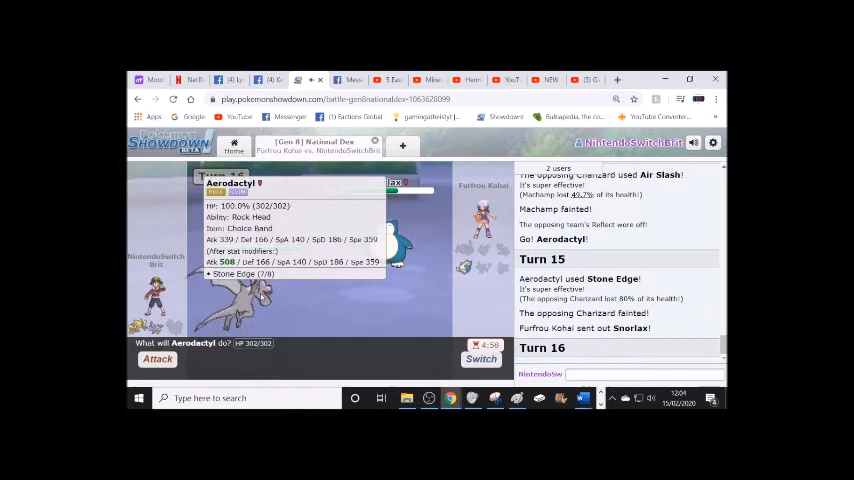 Moo
NetFl
(4) Ly
(4) K
Messe
5 Eas
Mine
Harm
YouT
NEW
(3) G
play.pokemonshowdown.com/battle-gen8nationaldex-1063628099
Apps
Google
YouTube
Messenger
(1) Factions Global
gamingatheistyt
Showdown!
Bulbapedia, the co...
YouTube Converter...
Pokémon
SHOWDOWN!
BETA
Home
[Gen 8] National Dex
Furfrou Kohai vs. NintendoSwitchBrit
NintendoSwitchBrit
Turn 16
Aerodactyl
ROCK
FLYING
HP: 100.0% (302/302)
Ability: Rock Head
Item: Choice Band
Atk 339 / Def 166 / SpA 140 / SpD 186 / Spe 359
(After stat modifiers:)
Atk 508 / Def 166 / SpA 140 / SpD 186 / Spe 359
• Stone Edge (7/8)
Furfrou Kohai
NintendoSwitch
Brit
What will Aerodactyl do? HP 302/302
4:58
Attack
Switch
2 users
The opposing Charizard used Air Slash!
It's super effective!
(Machamp lost 49.7% of its health!)
Machamp fainted!
The opposing team's Reflect wore off!
Go! Aerodactyl!
Turn 15
Aerodactyl used Stone Edge!
It's super effective!
(The opposing Charizard lost 80% of its health!)
The opposing Charizard fainted!
Furfrou Kohai sent out Snorlax!
Turn 16
NintendoSw
Type here to search
12:04
15/02/2020
4